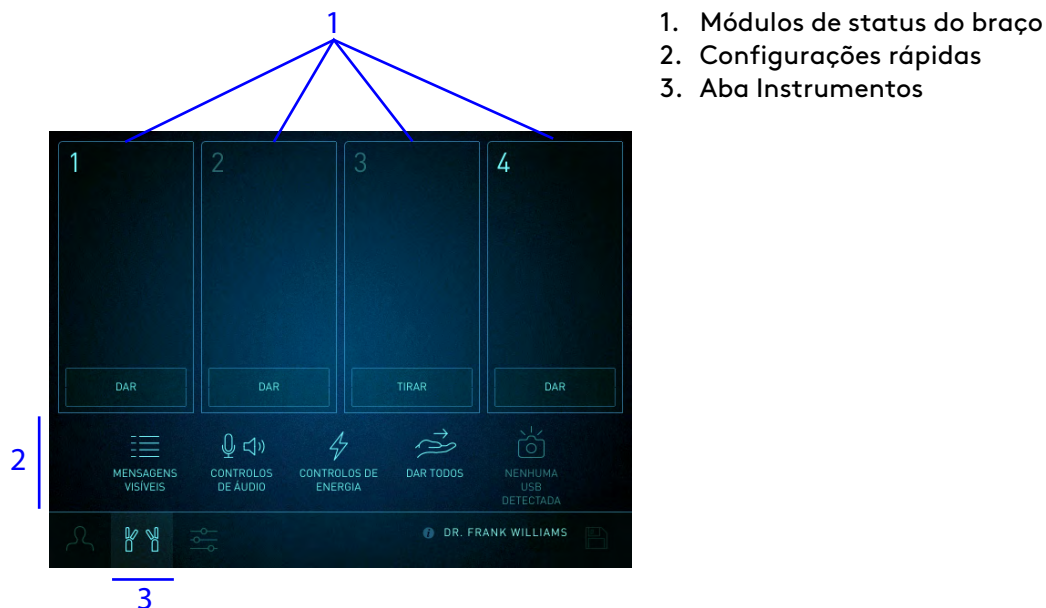 1
1. Módulos de status do braço
2. Configurações rápidas
3. Aba Instrumentos
1 2 3 4
DAR DAR TIRAR DAR
2
MENSAGENS
VISÍVEIS
CONTROLOS
DE ÁUDIO
CONTROLOS DE
ENERGIA
DAR TODOS
NENHUMA
USB
DETECTADA
i DR. FRANK WILLIAMS
3